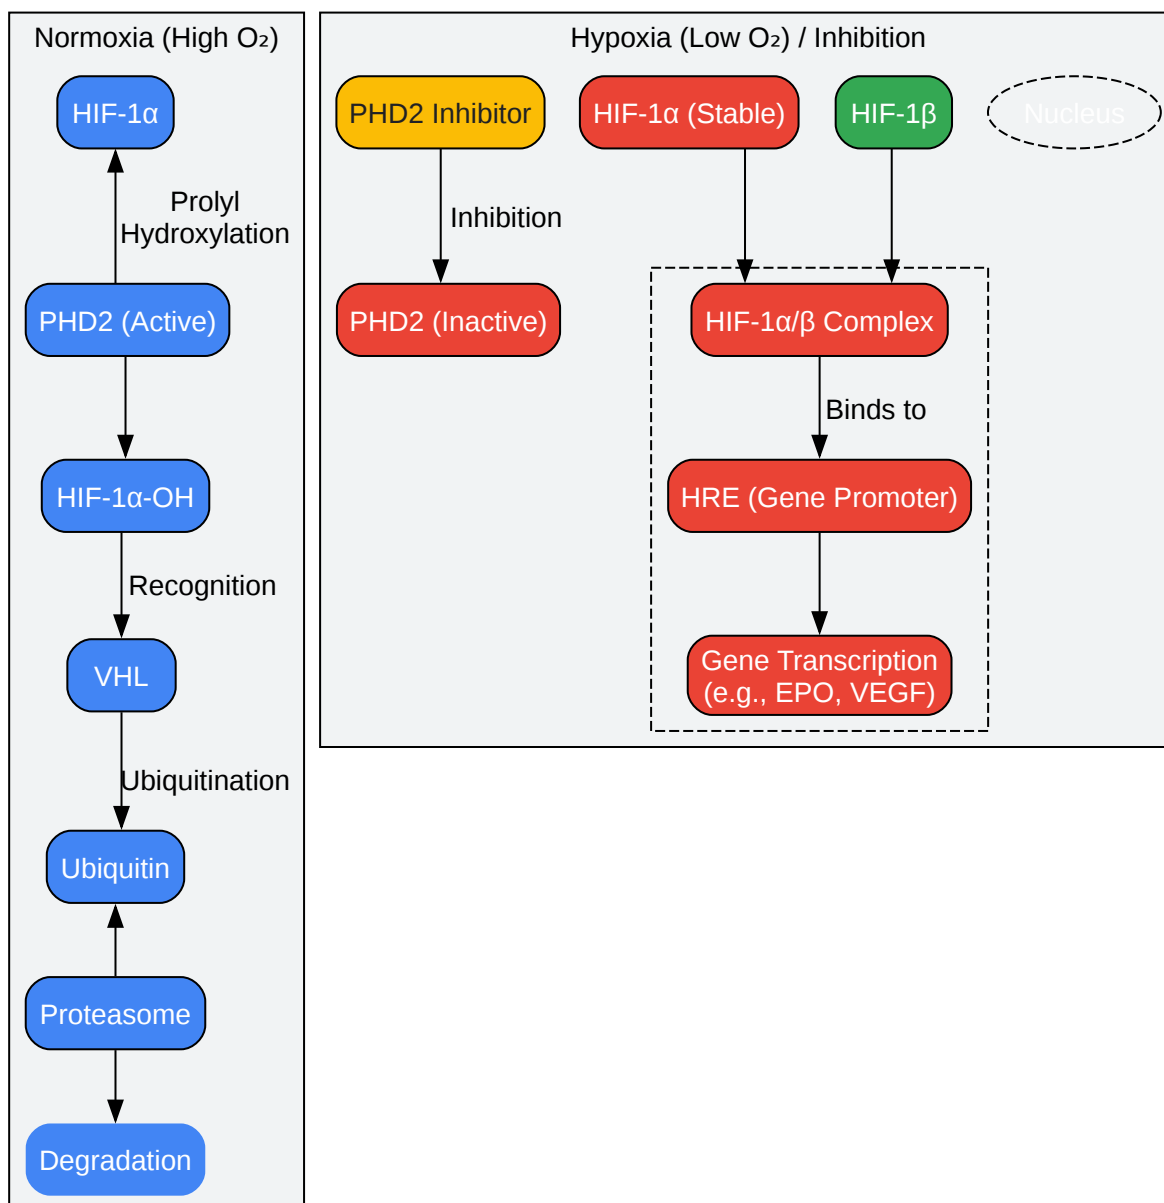 Normoxia (High O₂)
HIF-1α
Prolyl
Hydroxylation
PHD2 (Active)
HIF-1α-OH
Recognition
VHL
Ubiquitination
Ubiquitin
Proteasome
Degradation
Hypoxia (Low O₂) / Inhibition
PHD2 Inhibitor
HIF-1α (Stable)
HIF-1β
Nucleus
Inhibition
PHD2 (Inactive)
HIF-1α/β Complex
Binds to
HRE (Gene Promoter)
Gene Transcription
(e.g., EPO, VEGF)